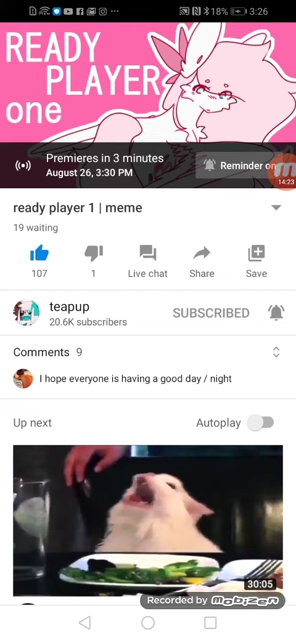 18% 3:26
READY
PLAYER
one
Premieres in 3 minutes
August 26, 3:30 PM
Reminder on
14:23
ready player 1 | meme
19 waiting
107
1
Live chat
Share
Save
teapup
20.6K subscribers
SUBSCRIBED
Comments 9
I hope everyone is having a good day / night
Up next
Autoplay
30:05
Recorded by Mobizen